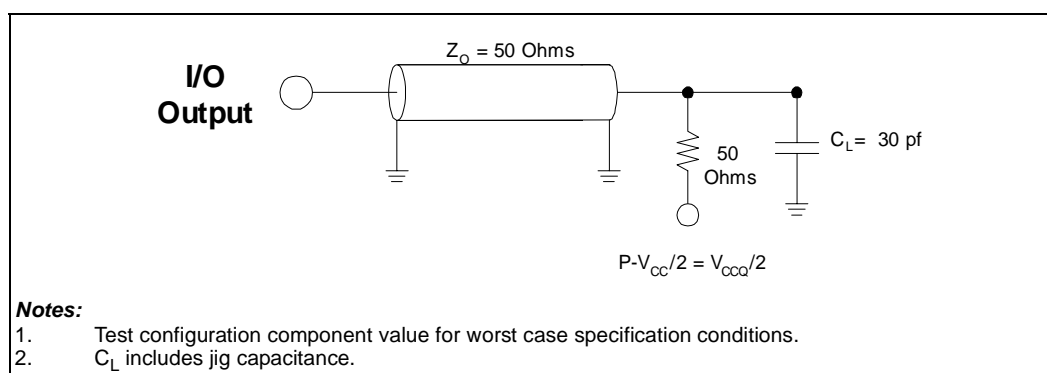 Z_O = 50 Ohms
I/O
Output
C_L= 30 pf
50
Ohms
P-V_CC/2 = V_CCQ/2
Notes:
1. Test configuration component value for worst case specification conditions.
2. C_L includes jig capacitance.